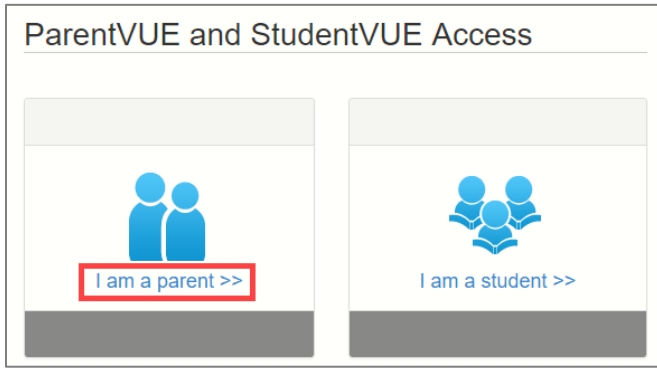 ParentVUE and StudentVUE Access
I am a parent >>
I am a student >>